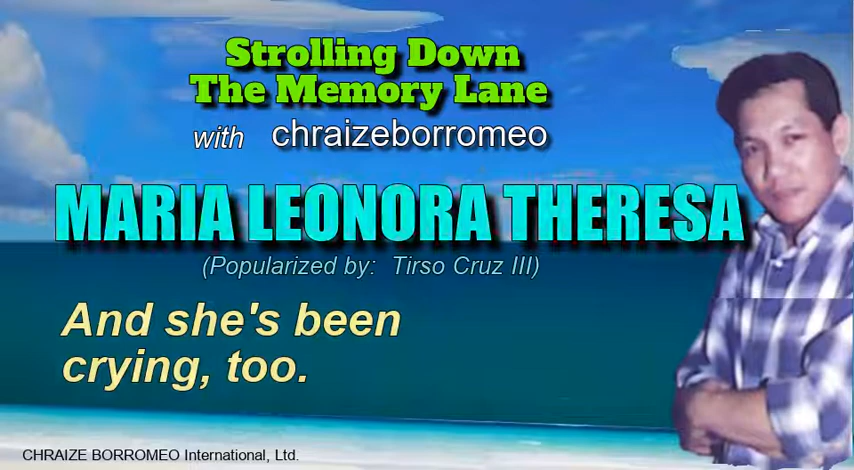 Strolling Down
The Memory Lane
with chraizeborromeo
MARIA LEONORA THERESA
(Popularized by: Tirso Cruz III)
And she's been
crying, too.
CHRAIZE BORROMEO International, Ltd.